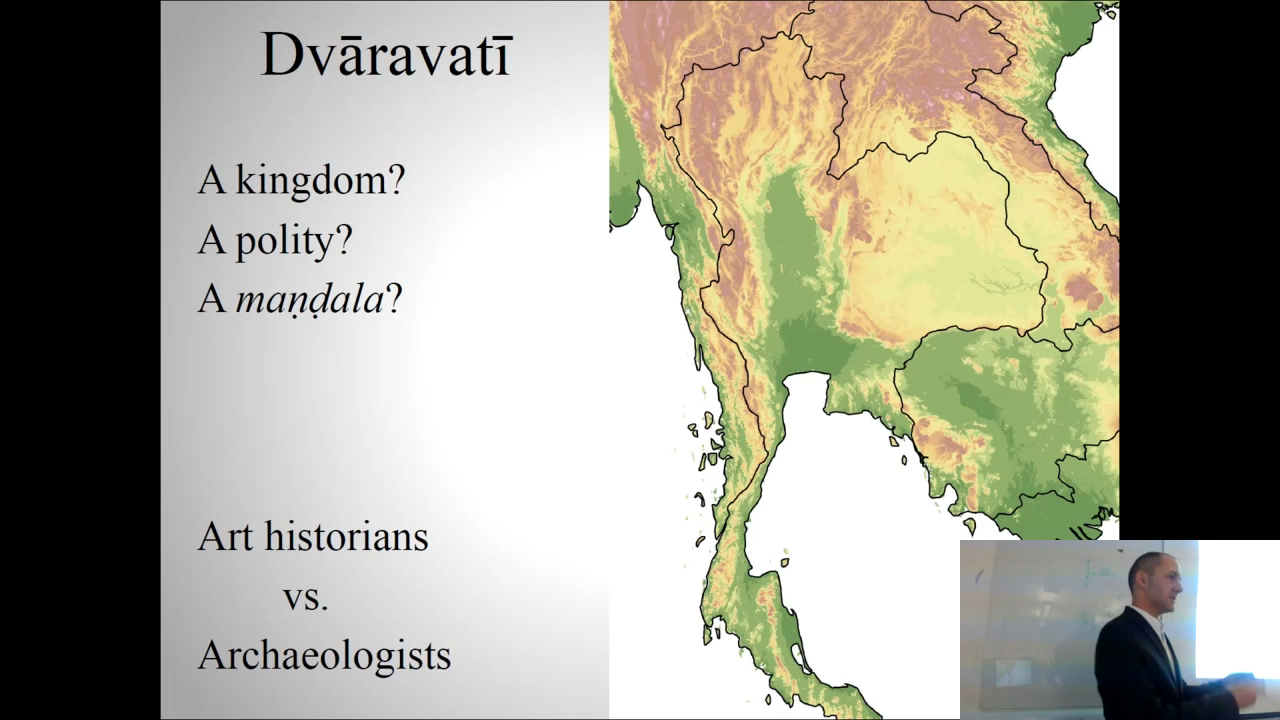 Dvāravatī
A kingdom?
A polity?
A maṇḍala?
Art historians
vs.
Archaeologists